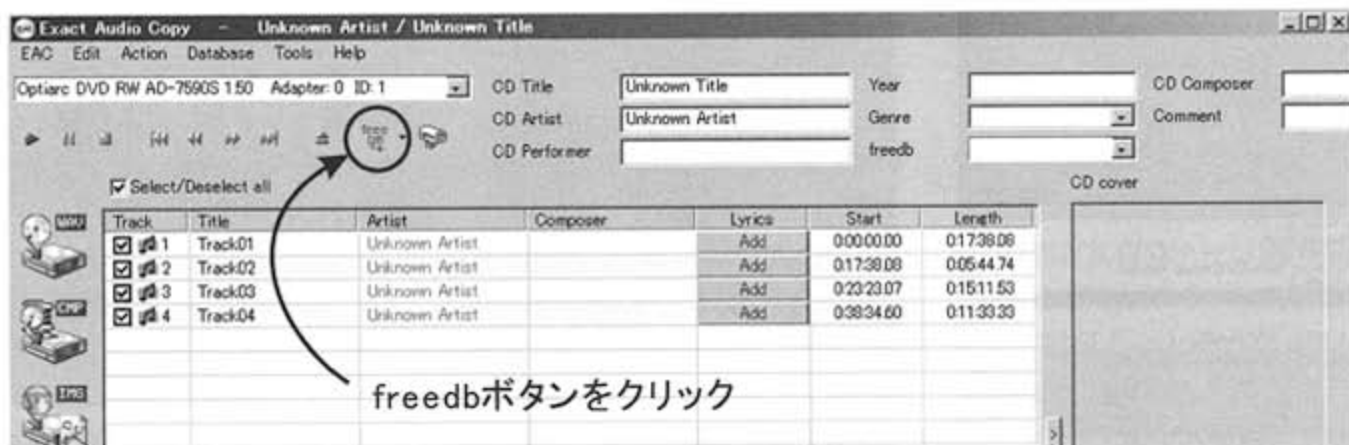 Exact Audio Copy - Unknown Artist / Unknown Title
EAC Edit Action Database Tools Help
Optiarc DVD RW AD-7590S 1.50 Adapter: 0 ID: 1
CD Title Unknown Title Year CD Composer
CD Artist Unknown Artist Genre Comment
CD Performer freedb
Select/Deselect all
CD cover
WAV
Track Title Artist Composer Lyrics Start Length
1 Track01 Unknown Artist Add 0:00:00.00 0:17:38.08
2 Track02 Unknown Artist Add 0:17:38.08 0:05:44.74
3 Track03 Unknown Artist Add 0:23:23.07 0:15:11.53
CMP
4 Track04 Unknown Artist Add 0:38:34.60 0:11:33.33
IMG
freedbボタンをクリック